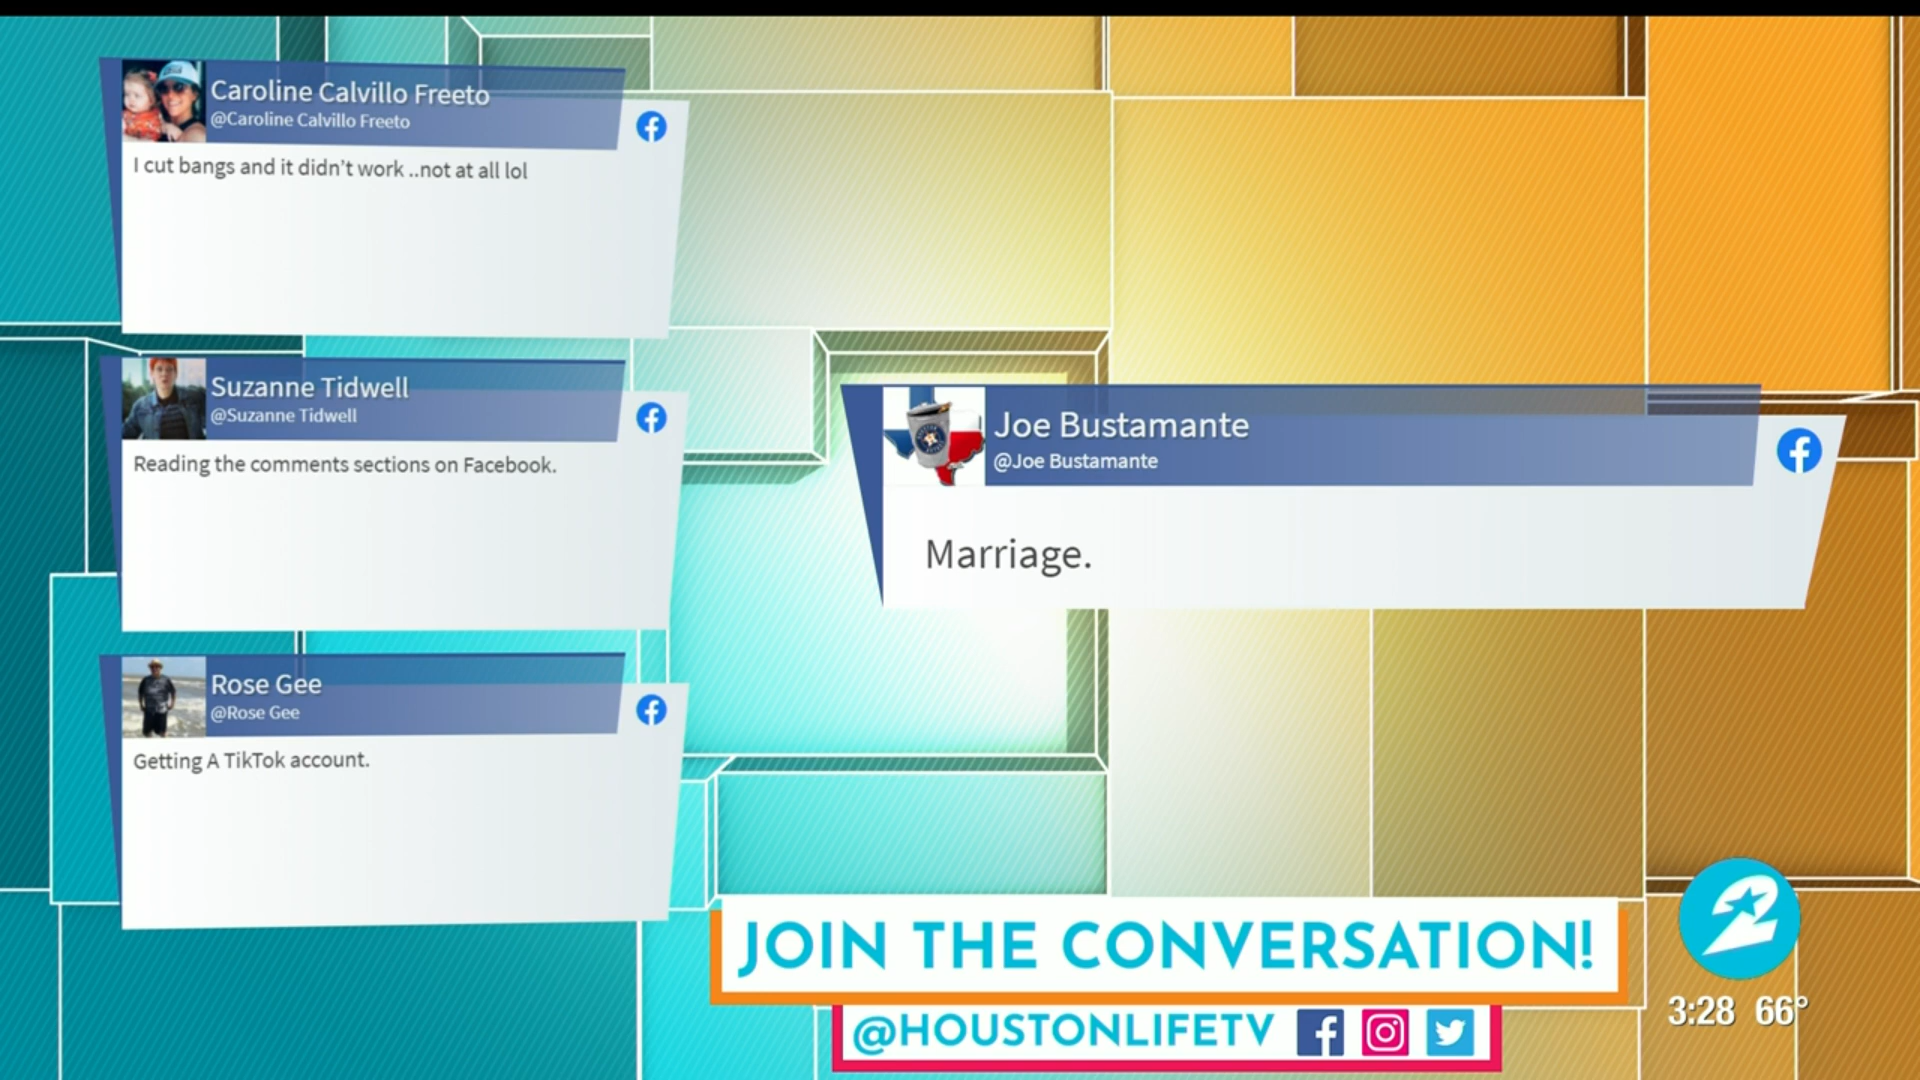 Caroline Calvillo Freeto
@Caroline Calvillo Freeto
I cut bangs and it didn't work ..not at all lol
Suzanne Tidwell
@Suzanne Tidwell
Reading the comments sections on Facebook.
Rose Gee
@Rose Gee
Getting A TikTok account.
Joe Bustamante
@Joe Bustamante
Marriage.
JOIN THE CONVERSATION!
@HOUSTONLIFETV
2
3:28 66°